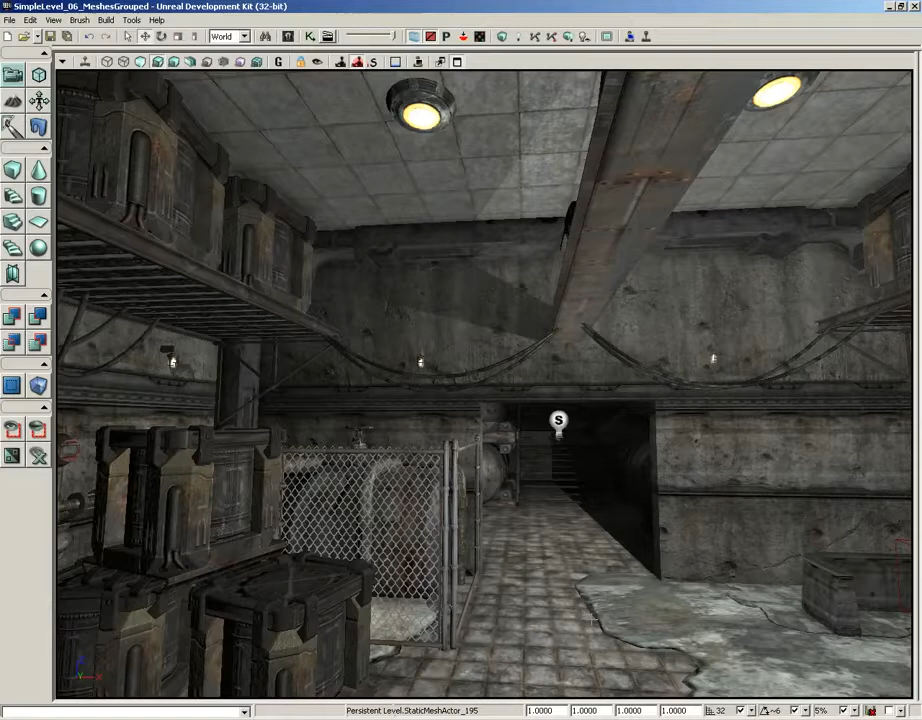 SimpleLevel_06_MeshesGrouped - Unreal Development Kit (32-bit)
File Edit View Brush Build Tools Help
World
G
S
Persistent Level.StaticMeshActor_195 1.0000 1.0000 1.0000 1.0000 32 ~6 5%